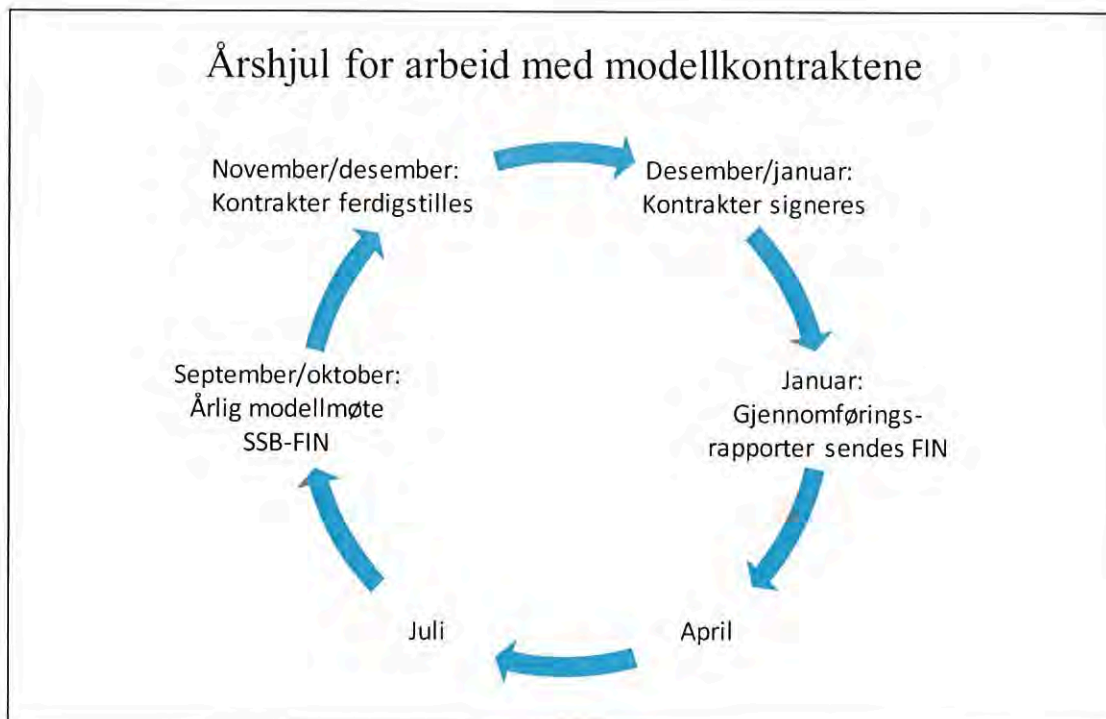 Årshjul for arbeid med modellkontraktene
November/desember:
Kontrakter ferdigstilles
Desember/januar:
Kontrakter signeres
Januar:
Gjennomførings-
rapporter sendes FIN
April
Juli
September/oktober:
Årlig modellmøte
SSB-FIN